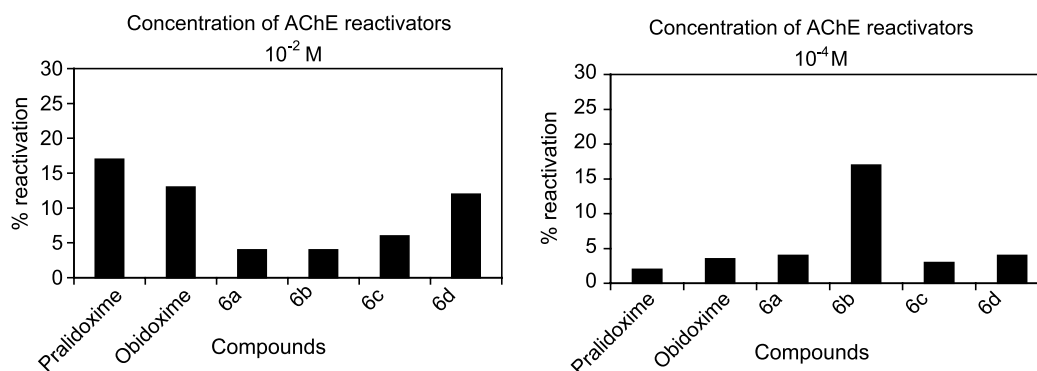 Concentration of AChE reactivators
10⁻² M
30
25
20
15
10
5
0
% reactivation
Pralidoxime
Obidoxime
6a
6b
6c
6d
Compounds
Concentration of AChE reactivators
10⁻⁴ M
30
25
20
15
10
5
0
% reactivation
Pralidoxime
Obidoxime
6a
6b
6c
6d
Compounds